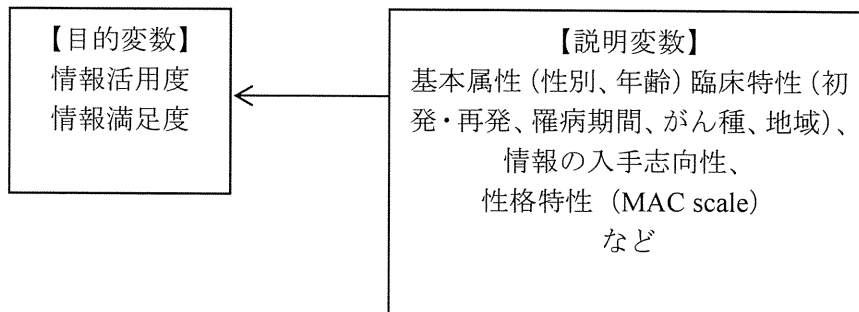 【目的変数】
情報活用度
情報満足度
【説明変数】
基本属性（性別、年齢）臨床特性（初
発・再発、罹病期間、がん種、地域）、
情報の入手志向性、
性格特性（MAC scale）
など